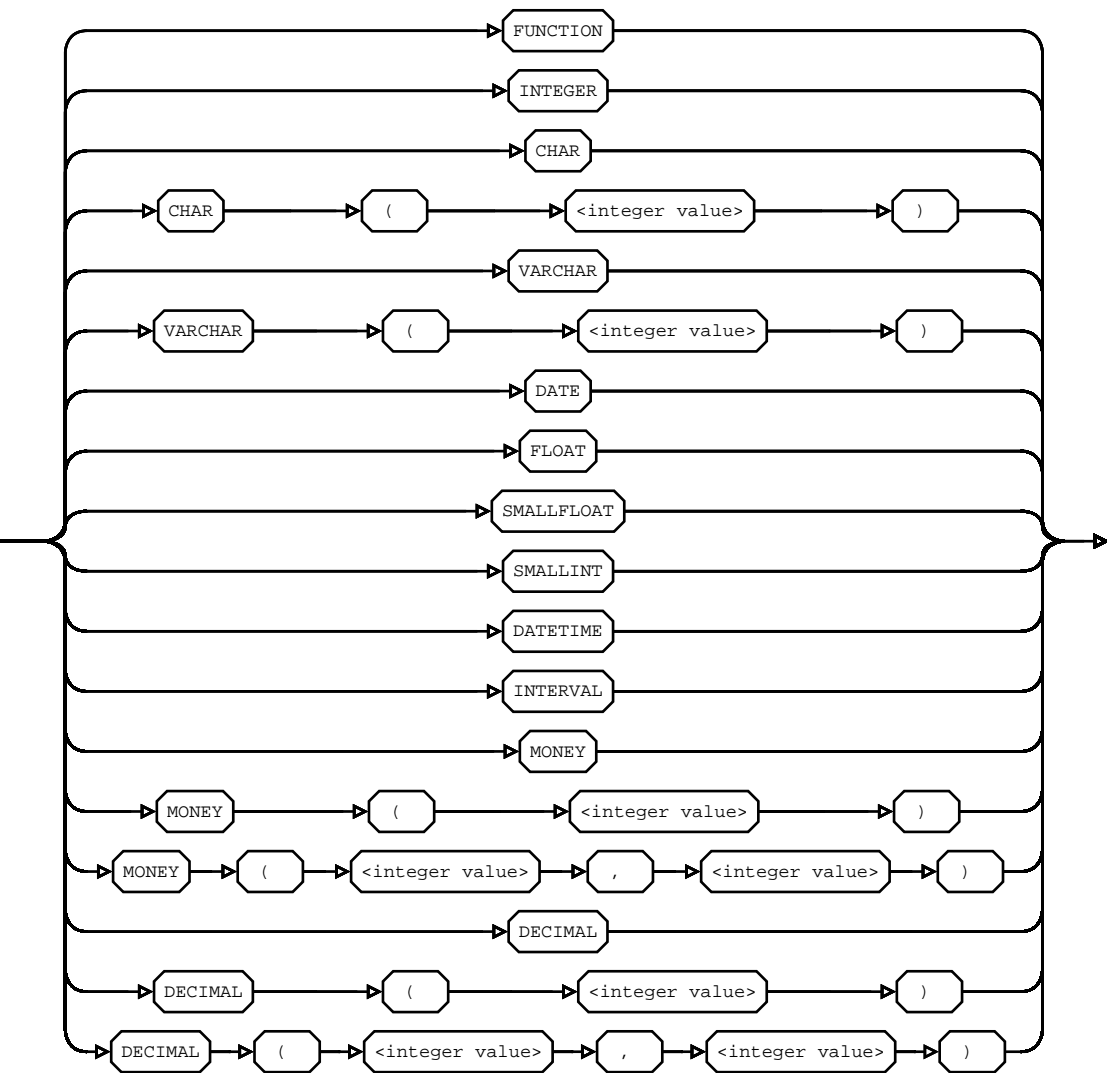 FUNCTION
INTEGER
CHAR
CHAR ( <integer value> )
VARCHAR
VARCHAR ( <integer value> )
DATE
FLOAT
SMALLFLOAT
SMALLINT
DATETIME
INTERVAL
MONEY
MONEY ( <integer value> )
MONEY ( <integer value> , <integer value> )
DECIMAL
DECIMAL ( <integer value> )
DECIMAL ( <integer value> , <integer value> )